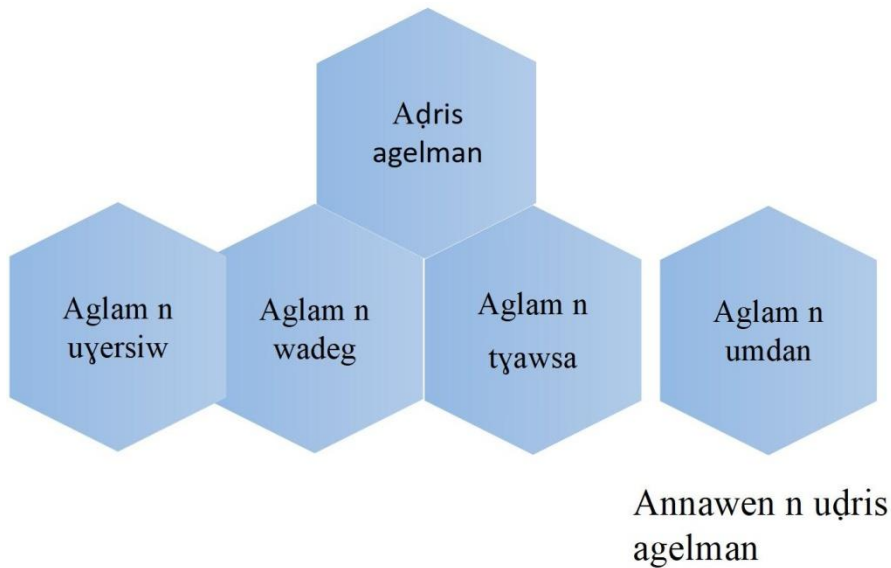 Aḍris
agelman
Aglam n
uɣersiw
Aglam n
wadeg
Aglam n
tɣawsa
Aglam n
umdan
Annawen n uḍris
agelman